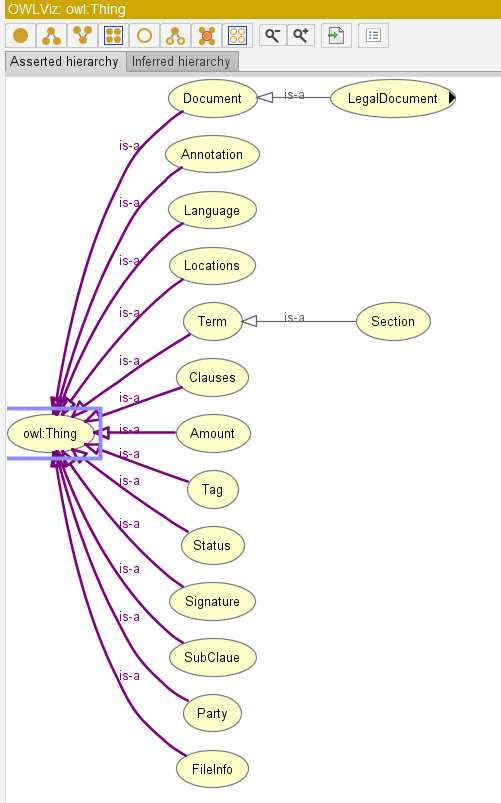 OWLViz: owl:Thing
Asserted hierarchy
Inferred hierarchy
Document
is-a
LegalDocument
is-a
Annotation
is-a
Language
is-a
Locations
is-a
Term
is-a
Section
is-a
Clauses
is-a
owl:Thing
is-a
Amount
is-a
Tag
is-a
Status
is-a
Signature
is-a
SubClaue
is-a
Party
is-a
FileInfo